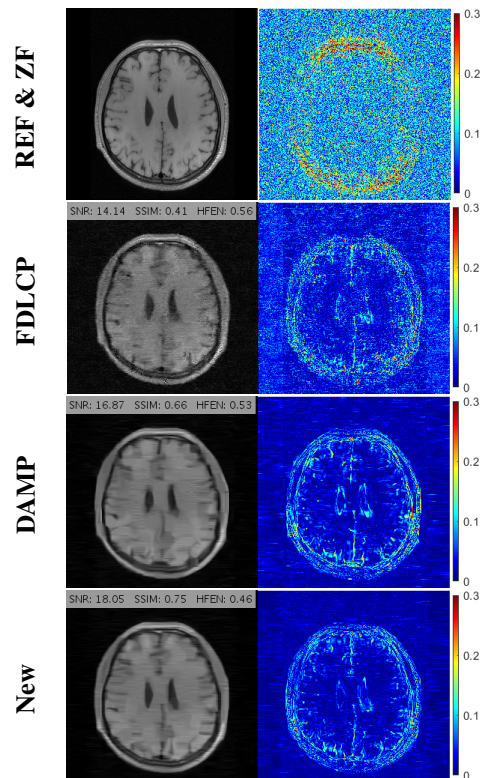 REF & ZF
0.3
0.2
0.1
0
FDLCP
SNR: 14.14 SSIM: 0.41 HFEN: 0.56
0.3
0.2
0.1
0
DAMP
SNR: 16.87 SSIM: 0.66 HFEN: 0.53
0.3
0.2
0.1
0
New
SNR: 18.05 SSIM: 0.75 HFEN: 0.46
0.3
0.2
0.1
0